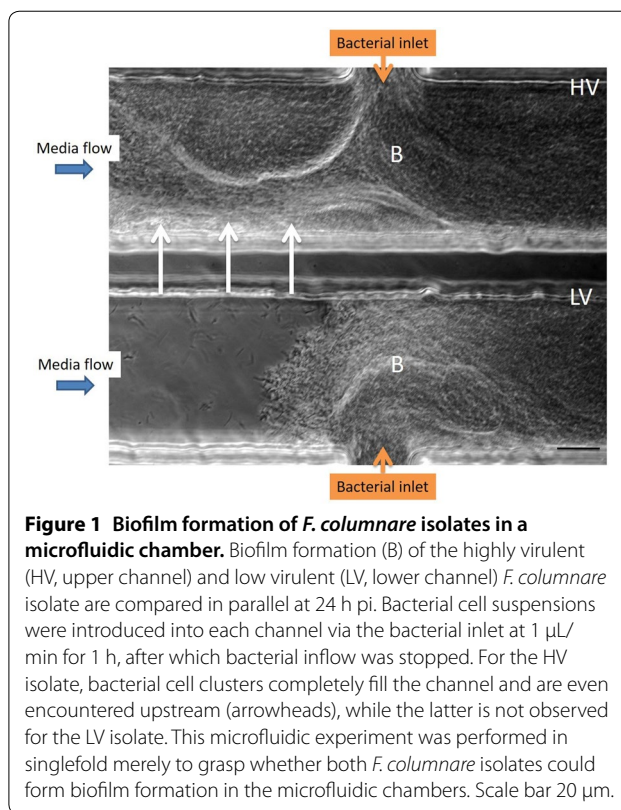 Bacterial inlet
HV
Media flow
B
LV
Media flow
B
Bacterial inlet
Figure 1 Biofilm formation of F. columnare isolates in a
microfluidic chamber. Biofilm formation (B) of the highly virulent
(HV, upper channel) and low virulent (LV, lower channel) F. columnare
isolate are compared in parallel at 24 h pi. Bacterial cell suspensions
were introduced into each channel via the bacterial inlet at 1 μL/
min for 1 h, after which bacterial inflow was stopped. For the HV
isolate, bacterial cell clusters completely fill the channel and are even
encountered upstream (arrowheads), while the latter is not observed
for the LV isolate. This microfluidic experiment was performed in
singlefold merely to grasp whether both F. columnare isolates could
form biofilm formation in the microfluidic chambers. Scale bar 20 μm.